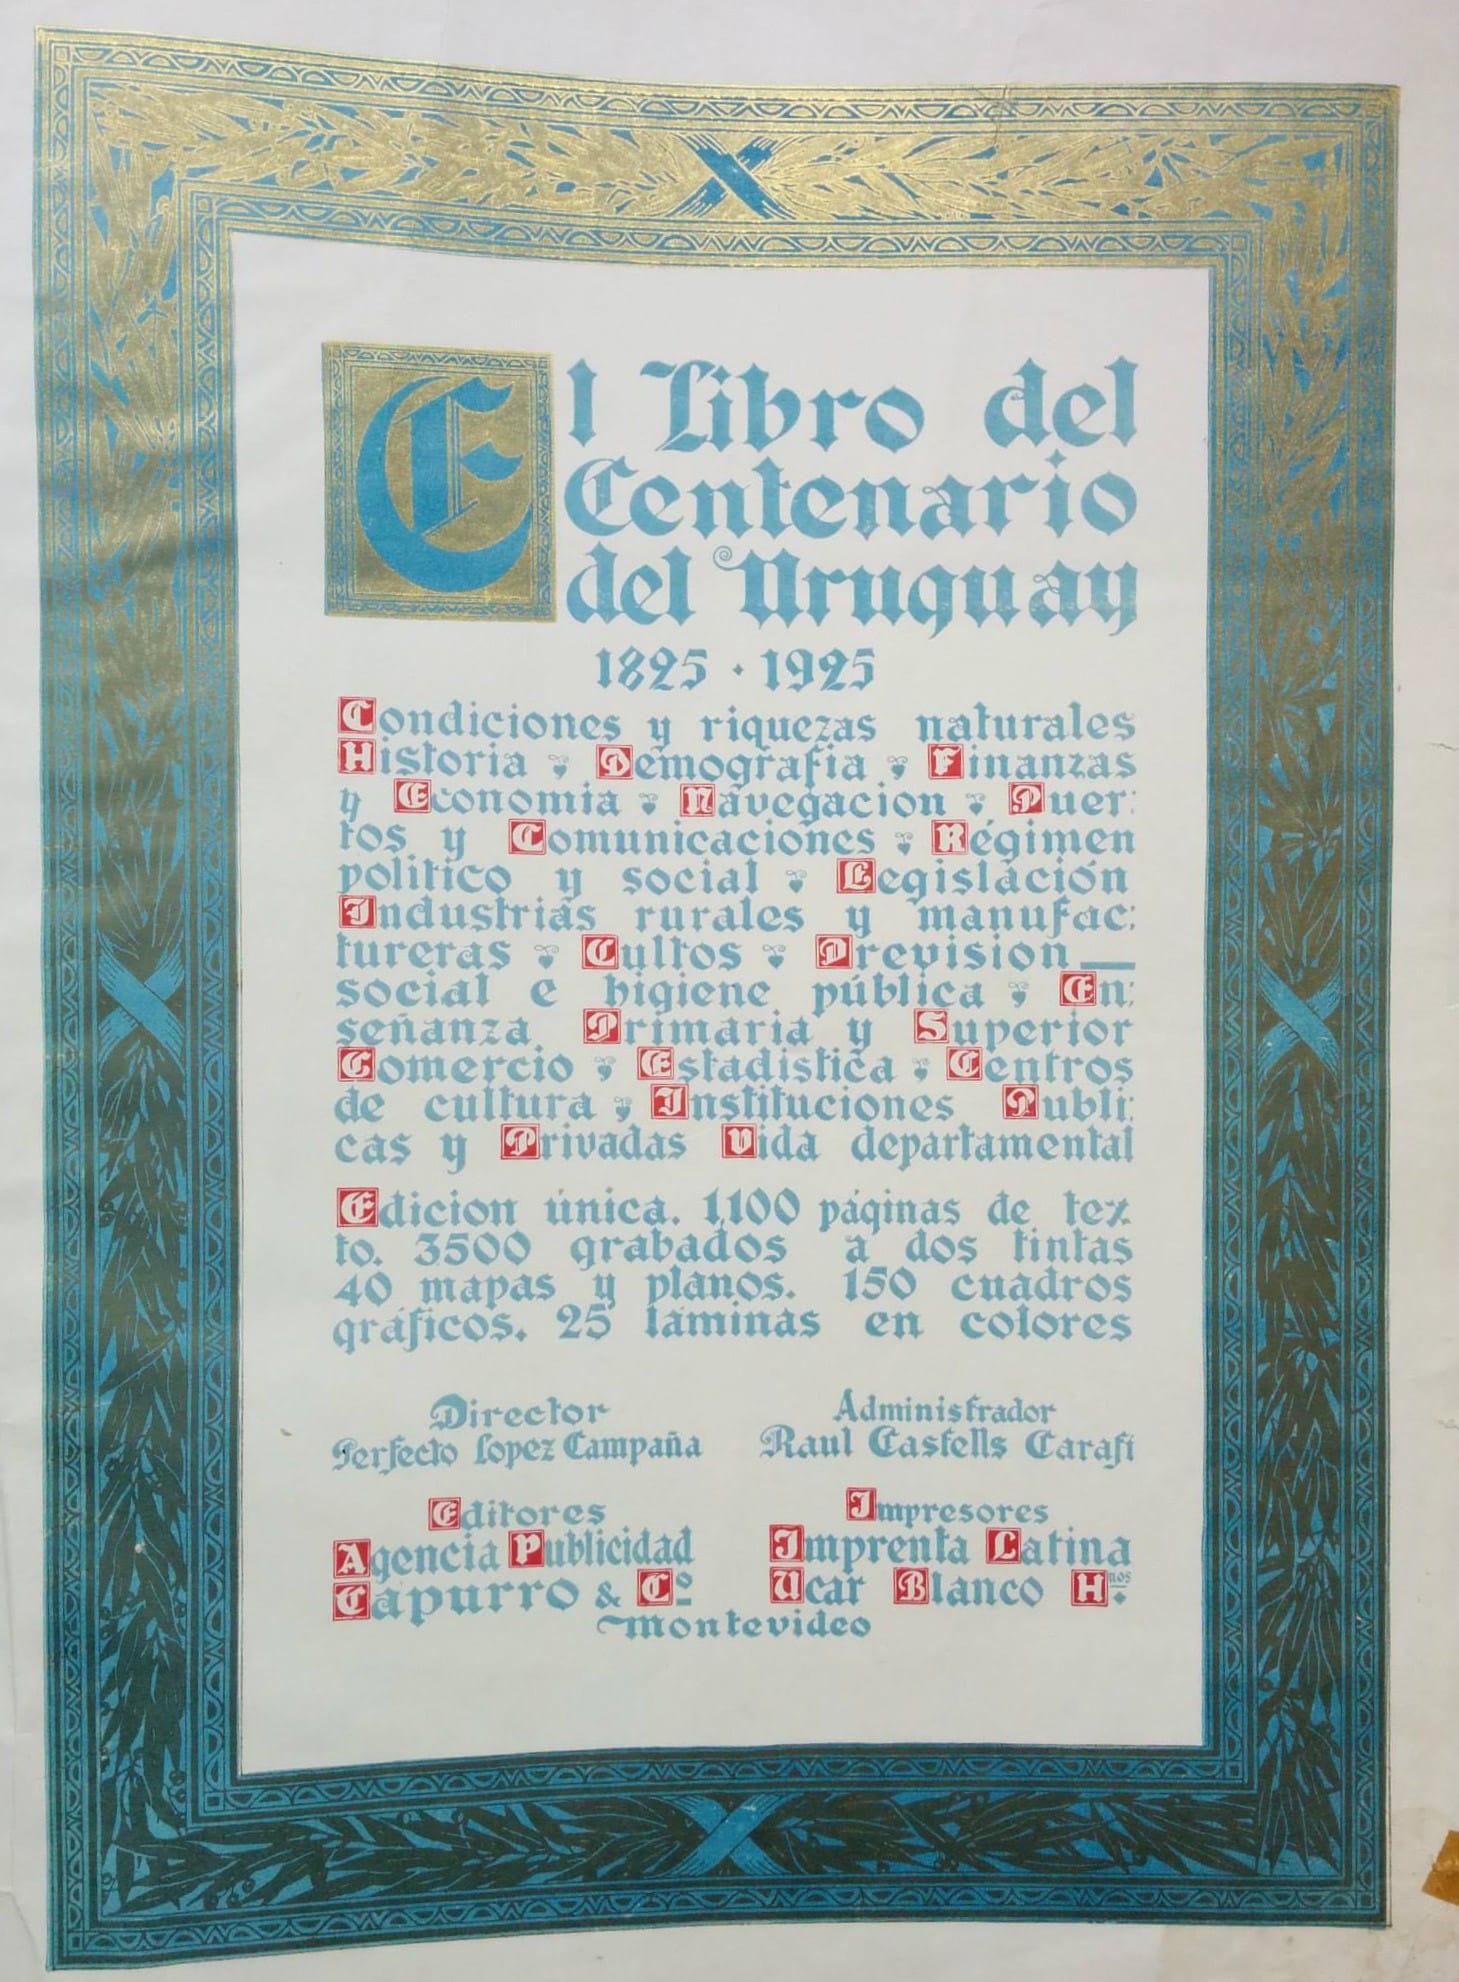 El Libro del
Centenario
del Uruguay
1825 · 1925
Condiciones y riquezas naturales
Historia Demografia Finanzas
y Economia Navegacion Puer:
tos y Comunicaciones Régimen
politico y social Legislación
Industrias rurales y manufac:
tureras Cultos Prevision
social e higiene pública En:
señanza Primaria y Superior
Comercio Estadistica Centros
de cultura Instituciones Publi:
cas y Privadas Vida departamental
Edicion única. 1,100 páginas de tex
to. 3500 grabados a dos tintas
40 mapas y planos. 150 cuadros
gráficos. 25 laminas en colores
Director
Perfecto Lopez Campaña
Administrador
Raul Castells Carafi
Editores
Agencia Publicidad
Capurro & Cº
Impresores
Imprenta Latina
Ucar Blanco Hnos.
Montevideo